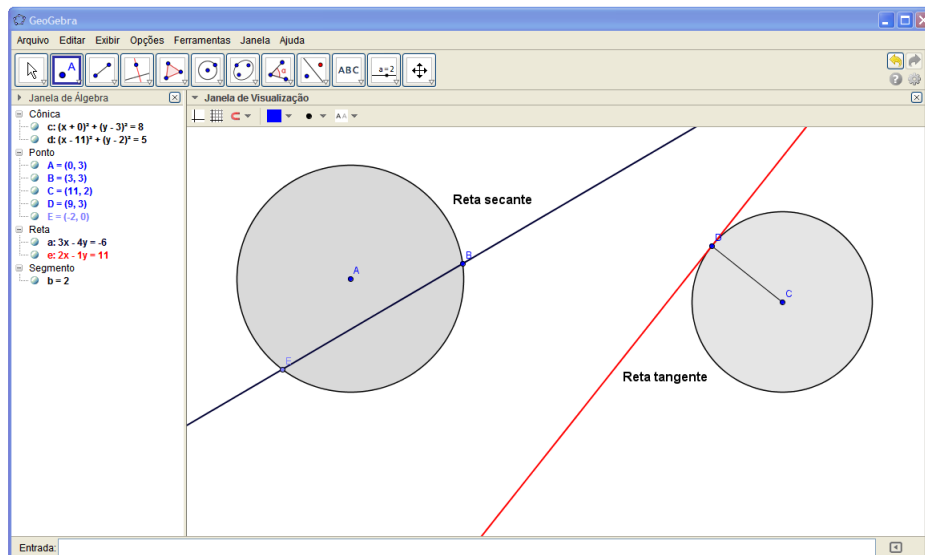 GeoGebra
Arquivo Editar Exibir Opções Ferramentas Janela Ajuda
A
α
ABC
a=2
Janela de Álgebra
Janela de Visualização
A A
Cônica
c: (x + 0)² + (y - 3)² = 8
d: (x - 11)² + (y - 2)² = 5
Ponto
A = (0, 3)
B = (3, 3)
C = (11, 2)
D = (9, 3)
E = (-2, 0)
Reta
a: 3x - 4y = -6
e: 2x - 1y = 11
Segmento
b = 2
Reta secante
B
A
E
D
C
Reta tangente
Entrada: